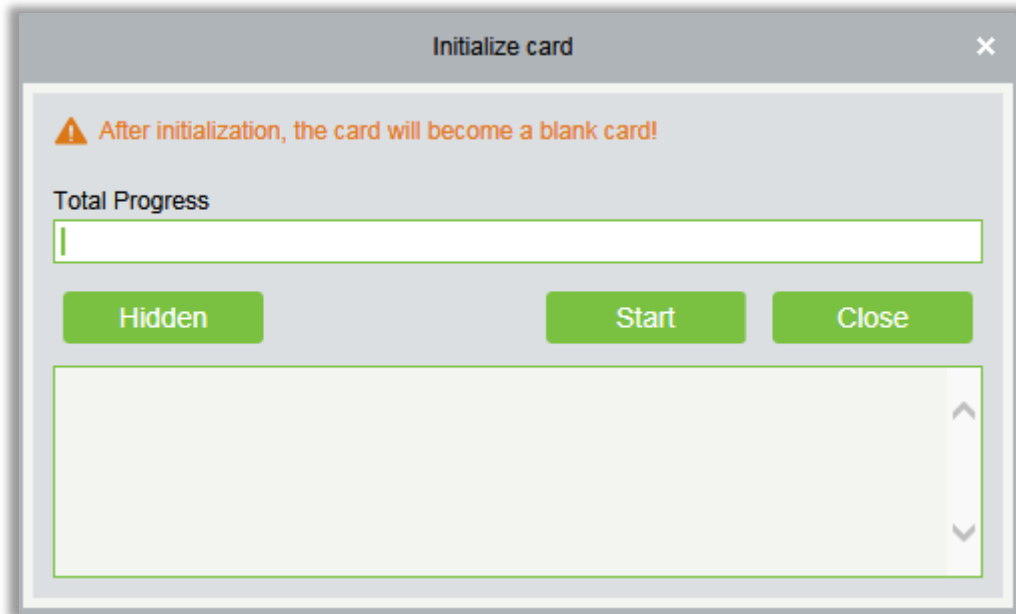 Initialize card
After initialization, the card will become a blank card!
Total Progress
Hidden
Start
Close